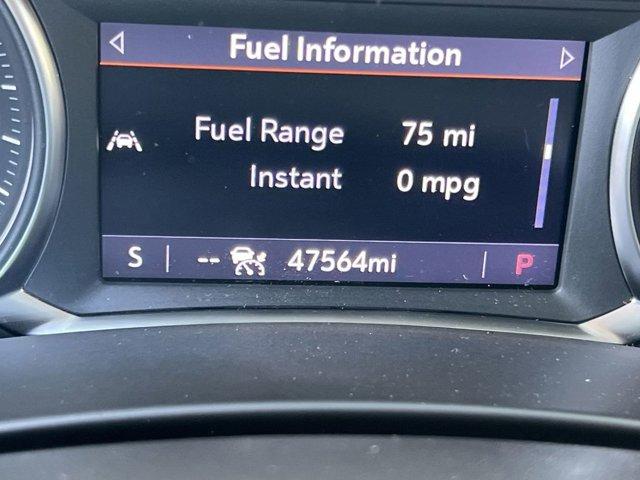 Fuel Information
Fuel Range 75 mi
Instant 0 mpg
S -- 47564mi P